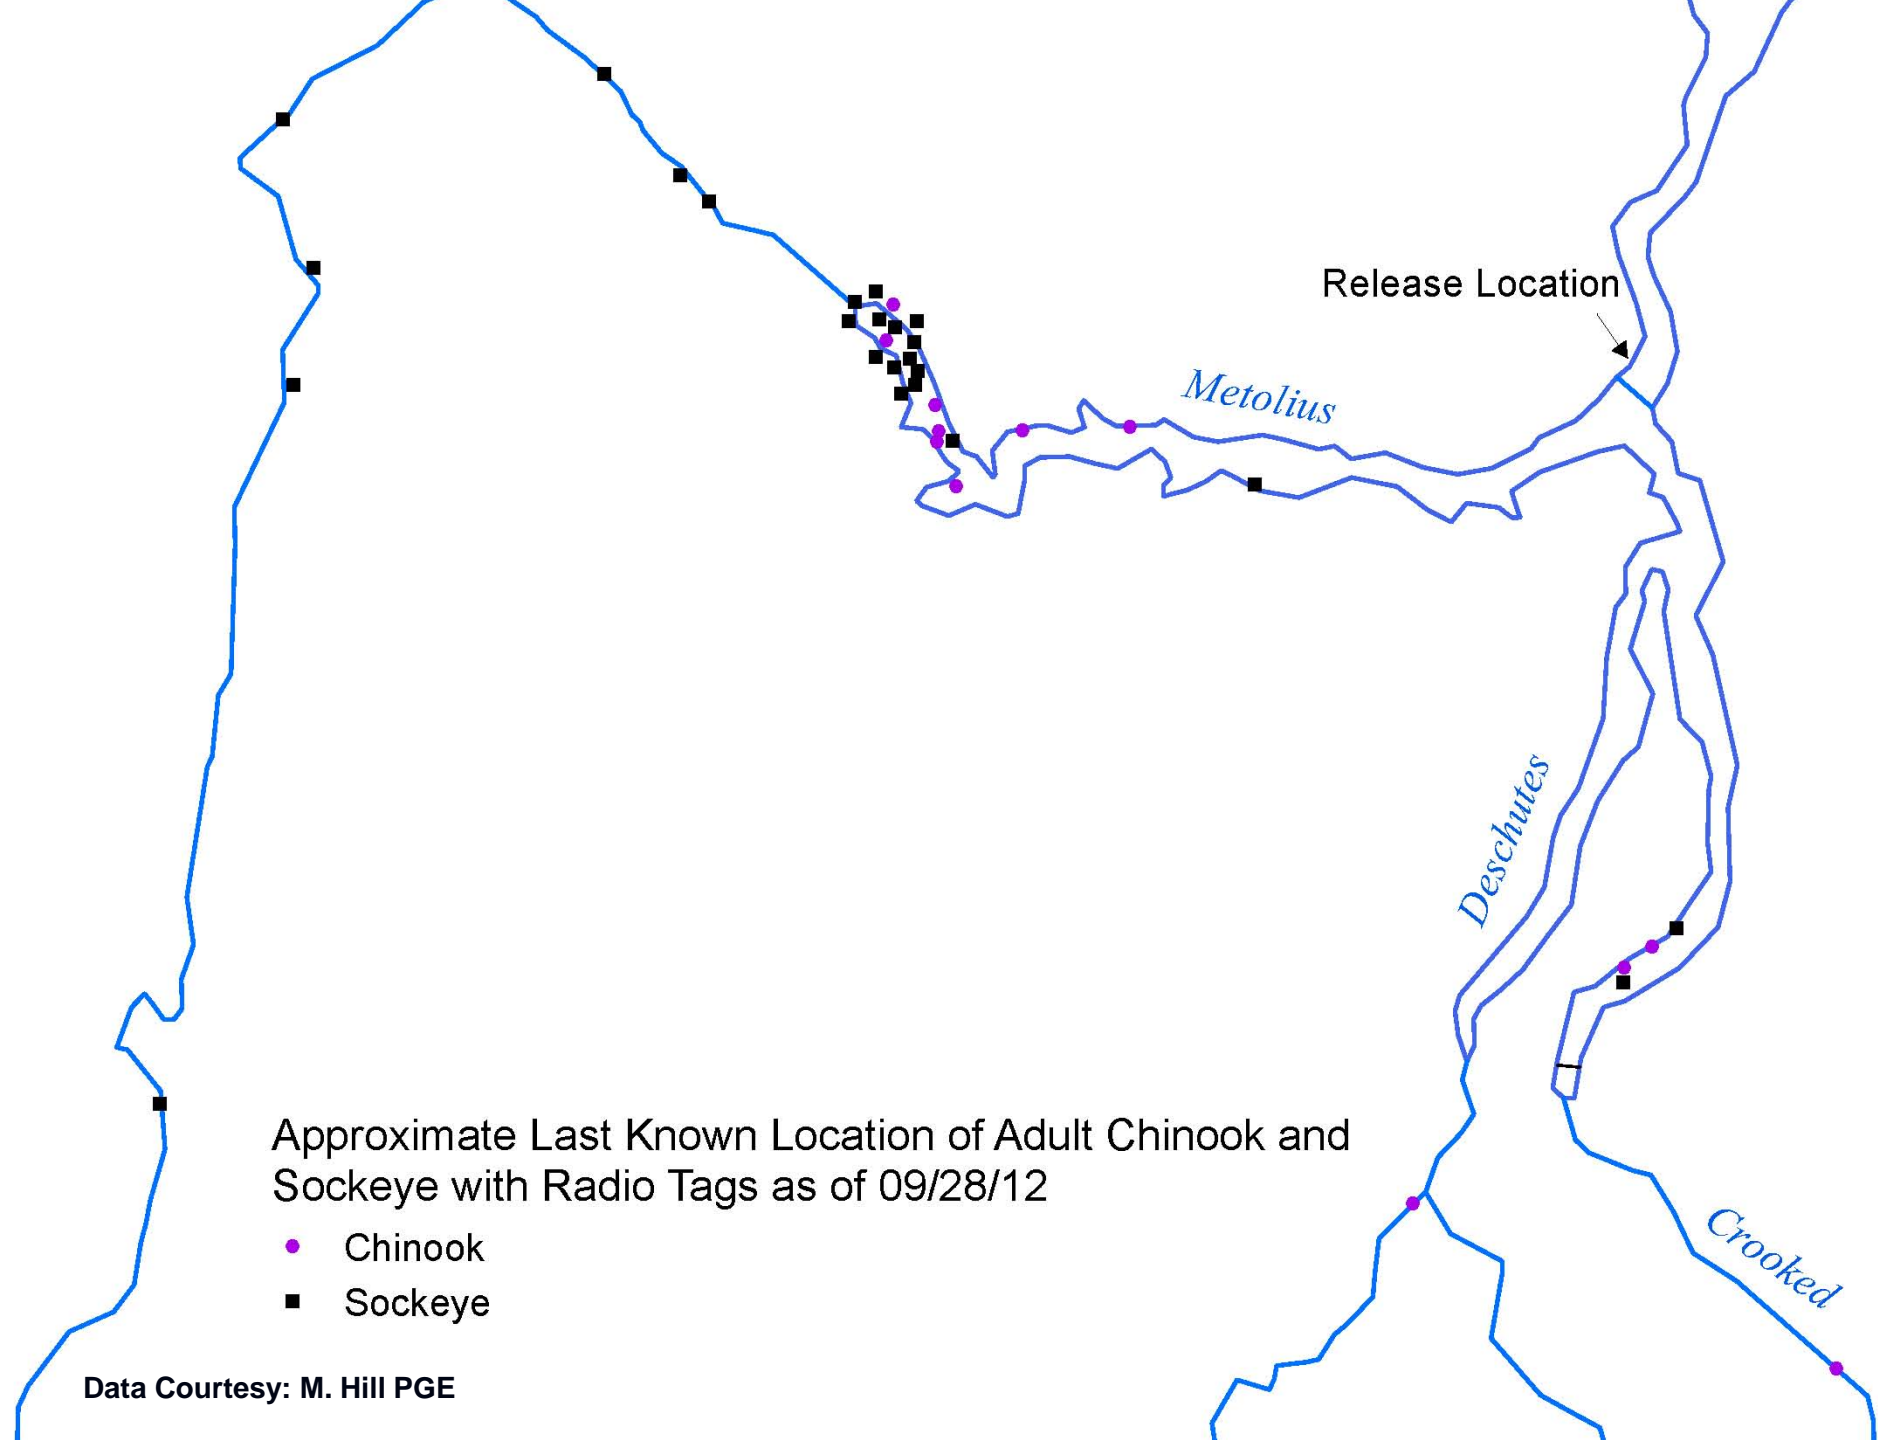 Release Location
Metolius
Deschutes
Approximate Last Known Location of Adult Chinook and
Sockeye with Radio Tags as of 09/28/12
Chinook
Sockeye
Crooked
Data Courtesy: M. Hill PGE